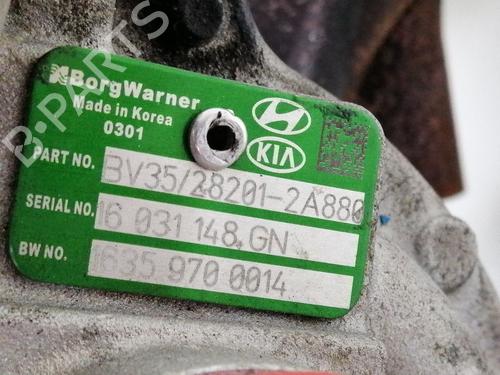 BorgWarner
Made in Korea
0301
KIA
PART NO. BV35/28201-2A880
SERIAL NO. 16 031 148,GN
BW NO. 1635 970 0014
B-PARTS